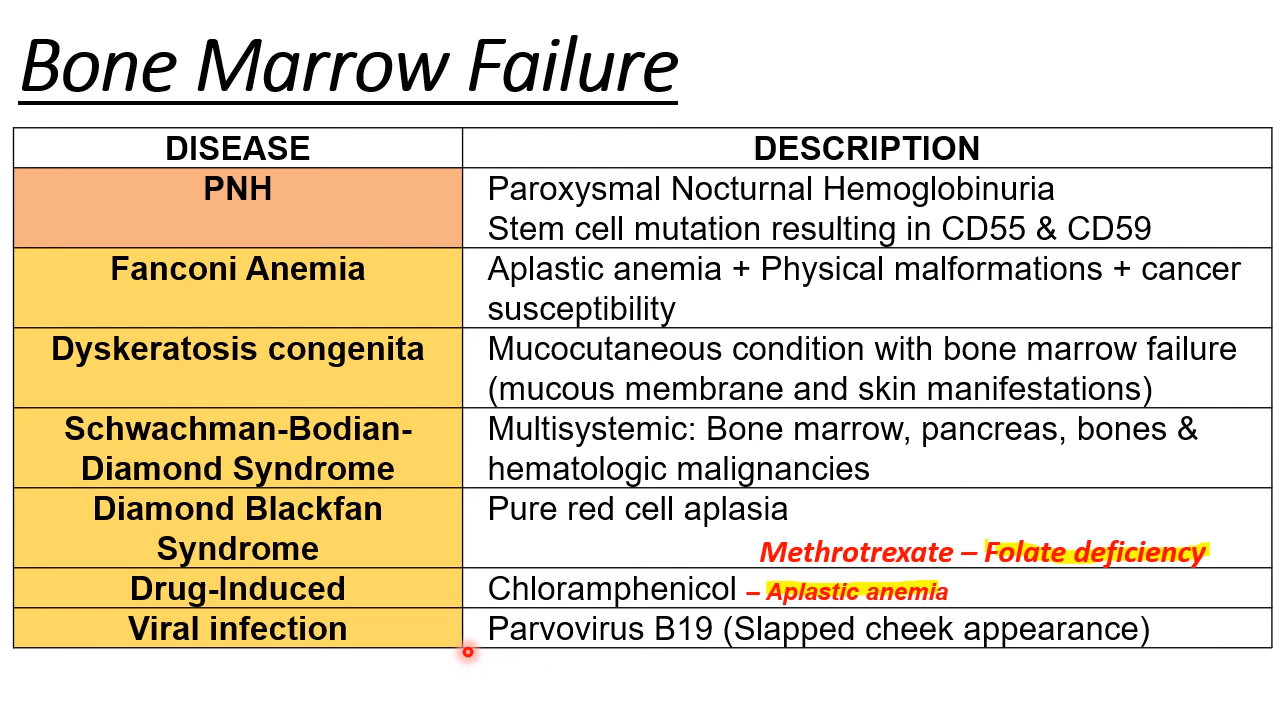 Bone Marrow Failure
DISEASE
DESCRIPTION
PNH
Paroxysmal Nocturnal Hemoglobinuria
Stem cell mutation resulting in CD55 & CD59
Fanconi Anemia
Aplastic anemia + Physical malformations + cancer
susceptibility
Dyskeratosis congenita
Mucocutaneous condition with bone marrow failure
(mucous membrane and skin manifestations)
Schwachman-Bodian-
Diamond Syndrome
Multisystemic: Bone marrow, pancreas, bones &
hematologic malignancies
Diamond Blackfan
Syndrome
Pure red cell aplasia
Methrotrexate – Folate deficiency
Drug-Induced
Chloramphenicol – Aplastic anemia
Viral infection
Parvovirus B19 (Slapped cheek appearance)